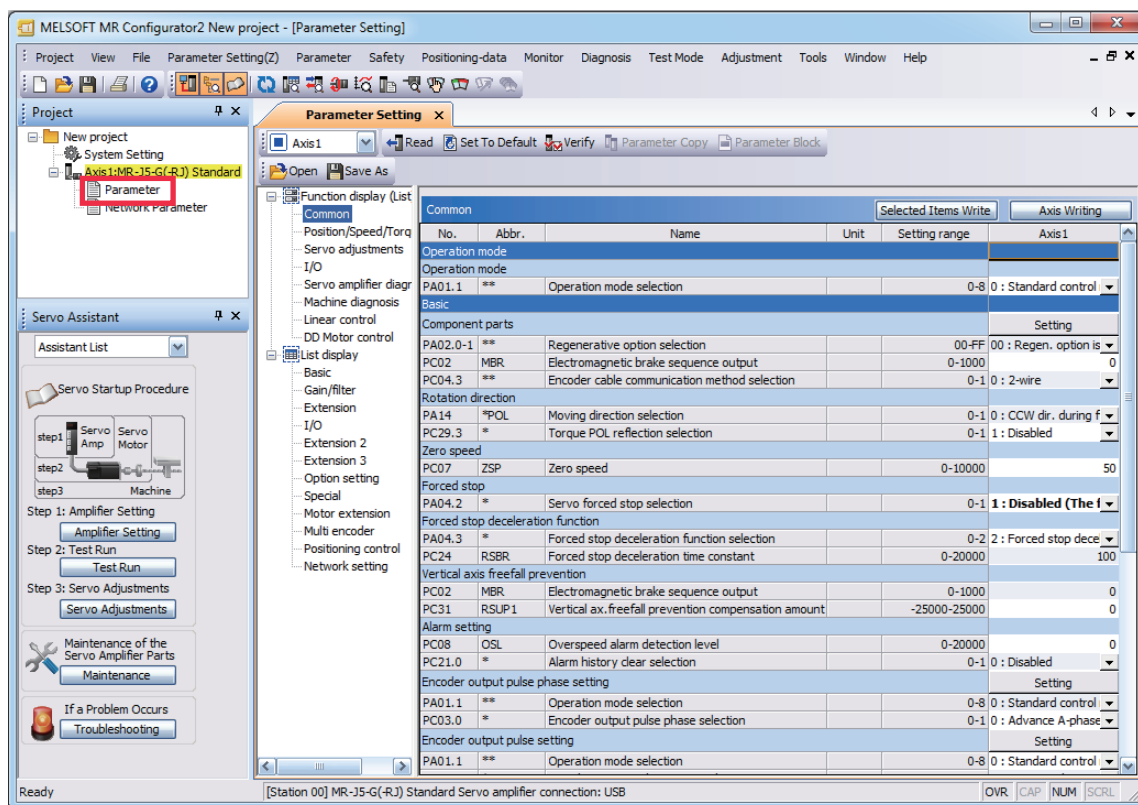 MELSOFT MR Configurator2 New project - [Parameter Setting]
Project View File Parameter Setting(Z) Parameter Safety Positioning-data Monitor Diagnosis Test Mode Adjustment Tools Window Help
Project
New project
System Setting
Axis1:MR-J5-G(-RJ) Standard
Parameter
Network Parameter
Servo Assistant
Assistant List
Servo Startup Procedure
step1 Servo Amp Servo Motor
step2
step3 Machine
Step 1: Amplifier Setting
Amplifier Setting
Step 2: Test Run
Test Run
Step 3: Servo Adjustments
Servo Adjustments
Maintenance of the
Servo Amplifier Parts
Maintenance
If a Problem Occurs
Troubleshooting
Parameter Setting
Axis1 Read Set To Default Verify Parameter Copy Parameter Block
Open Save As
Function display (List
Common
Position/Speed/Torq
Servo adjustments
I/O
Servo amplifier diagr
Machine diagnosis
Linear control
DD Motor control
List display
Basic
Gain/filter
Extension
I/O
Extension 2
Extension 3
Option setting
Special
Motor extension
Multi encoder
Positioning control
Network setting
Common Selected Items Write Axis Writing
No. Abbr. Name Unit Setting range Axis1
Operation mode
Operation mode
PA01.1 ** Operation mode selection 0-8 0 : Standard control
Basic
Component parts Setting
PA02.0-1 ** Regenerative option selection 00-FF 00 : Regen. option is
PC02 MBR Electromagnetic brake sequence output 0-1000 0
PC04.3 ** Encoder cable communication method selection 0-1 0 : 2-wire
Rotation direction
PA14 *POL Moving direction selection 0-1 0 : CCW dir. during f
PC29.3 * Torque POL reflection selection 0-1 1 : Disabled
Zero speed
PC07 ZSP Zero speed 0-10000 50
Forced stop
PA04.2 * Servo forced stop selection 0-1 1 : Disabled (The f
Forced stop deceleration function
PA04.3 * Forced stop deceleration function selection 0-2 2 : Forced stop dece
PC24 RSBR Forced stop deceleration time constant 0-20000 100
Vertical axis freefall prevention
PC02 MBR Electromagnetic brake sequence output 0-1000 0
PC31 RSUP1 Vertical ax.freefall prevention compensation amount -25000-25000 0
Alarm setting
PC08 OSL Overspeed alarm detection level 0-20000 0
PC21.0 * Alarm history clear selection 0-1 0 : Disabled
Encoder output pulse phase setting Setting
PA01.1 ** Operation mode selection 0-8 0 : Standard control
PC03.0 * Encoder output pulse phase selection 0-1 0 : Advance A-phase
Encoder output pulse setting Setting
PA01.1 ** Operation mode selection 0-8 0 : Standard control
Ready [Station 00] MR-J5-G(-RJ) Standard Servo amplifier connection: USB OVR CAP NUM SCRL